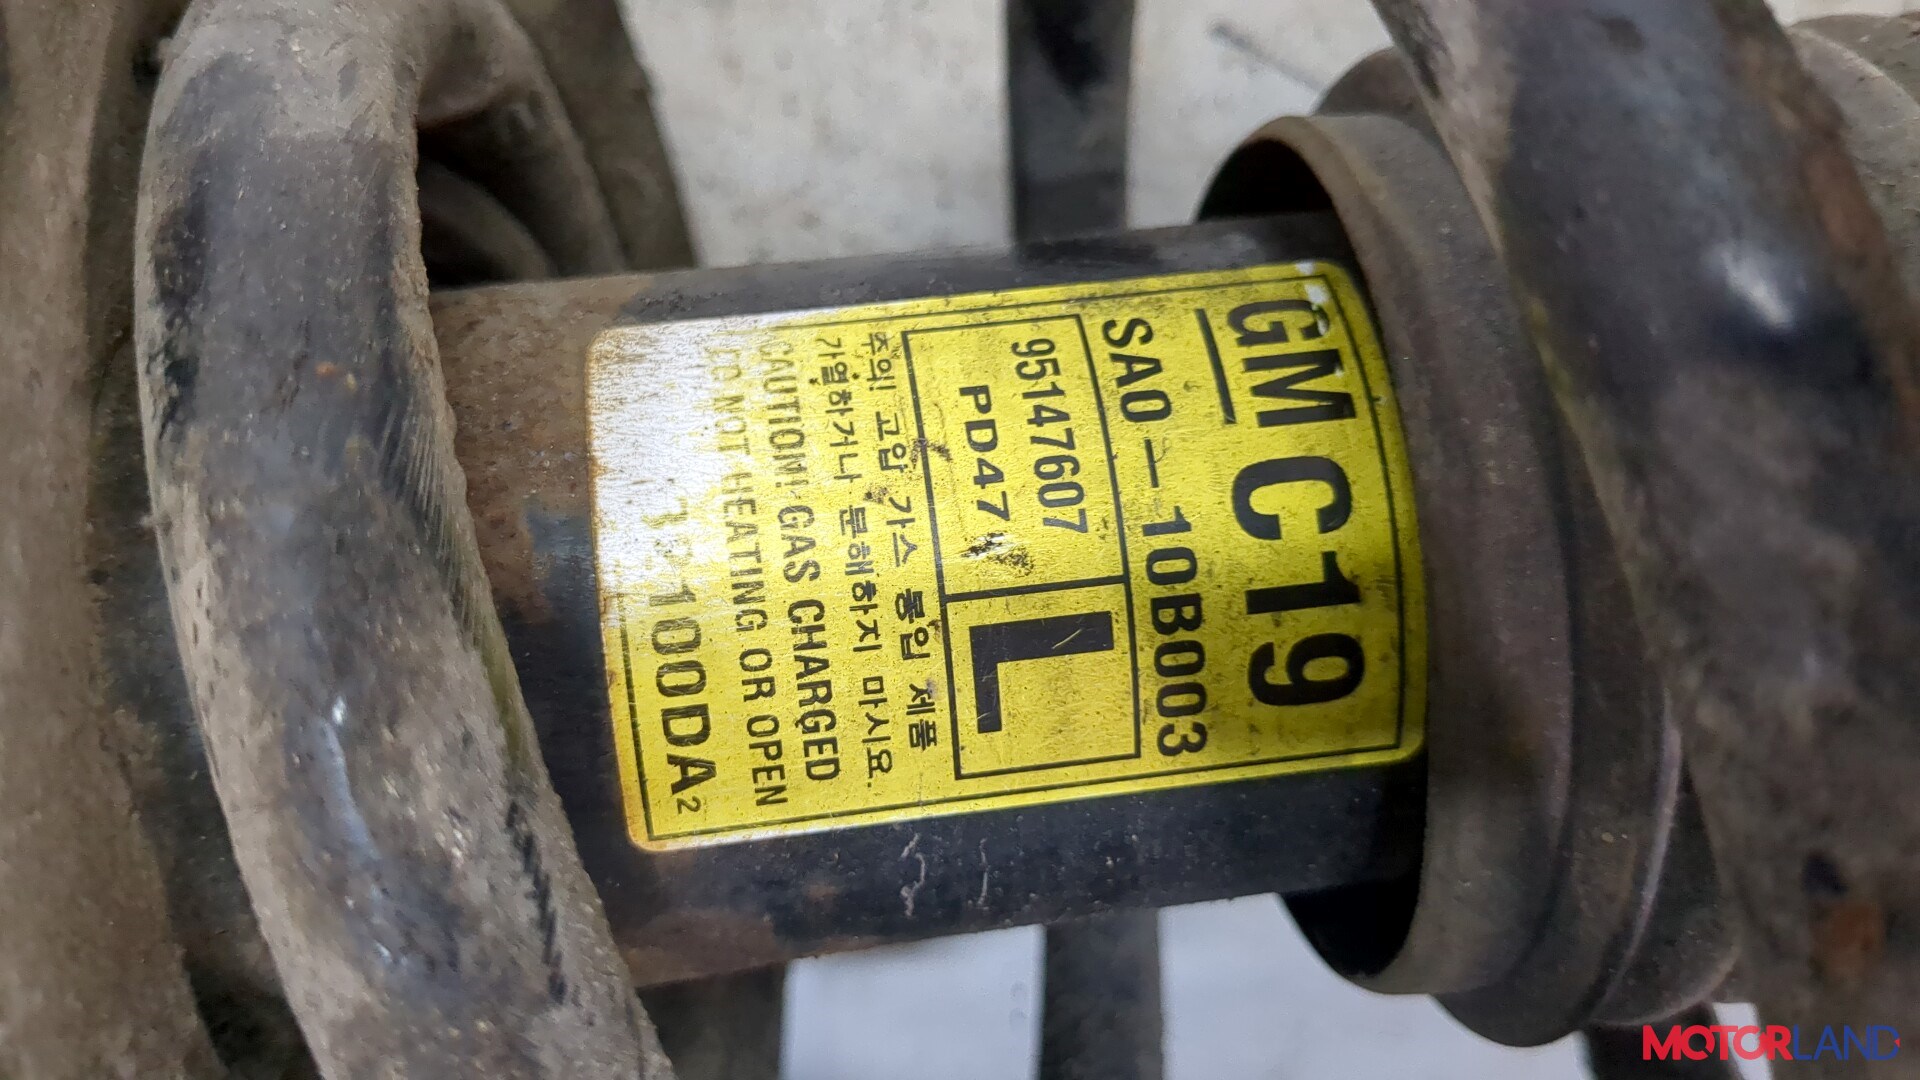 GM C19
SA0-10B003
95147607
PD47
L
주의! 고압 가스 봉입 제품
가열하거나 분해하지 마시요.
CAUTION! GAS CHARGED
DO NOT HEATING OR OPEN
100DA2
MOTORLAND